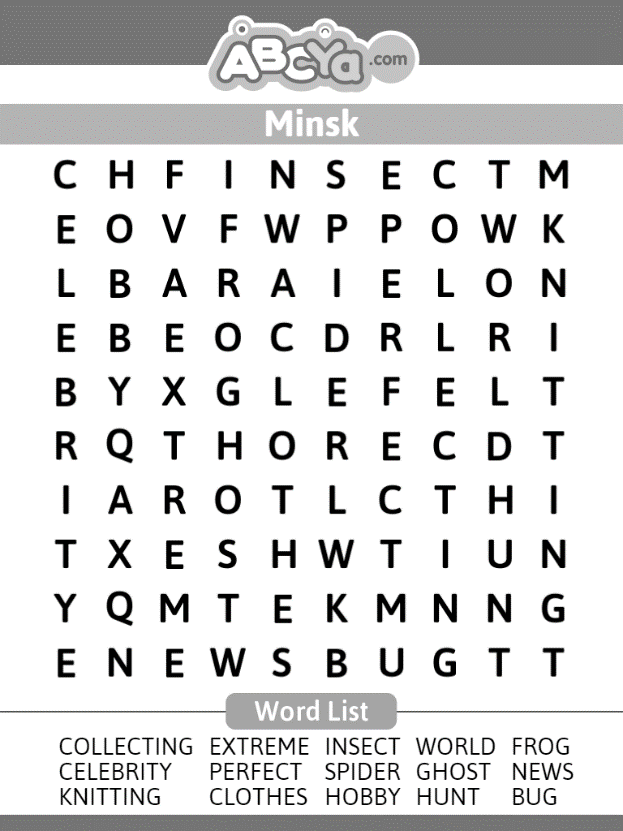 ABCYa.com
Minsk
C H F I N S E C T M
E O V F W P P O W K
L B A R A I E L O N
E B E O C D R L R I
B Y X G L E F E L T
R Q T H O R E C D T
I A R O T L C T H I
T X E S H W T I U N
Y Q M T E K M N N G
E N E W S B U G T T
Word List
COLLECTING EXTREME INSECT WORLD FROG
CELEBRITY PERFECT SPIDER GHOST NEWS
KNITTING CLOTHES HOBBY HUNT BUG